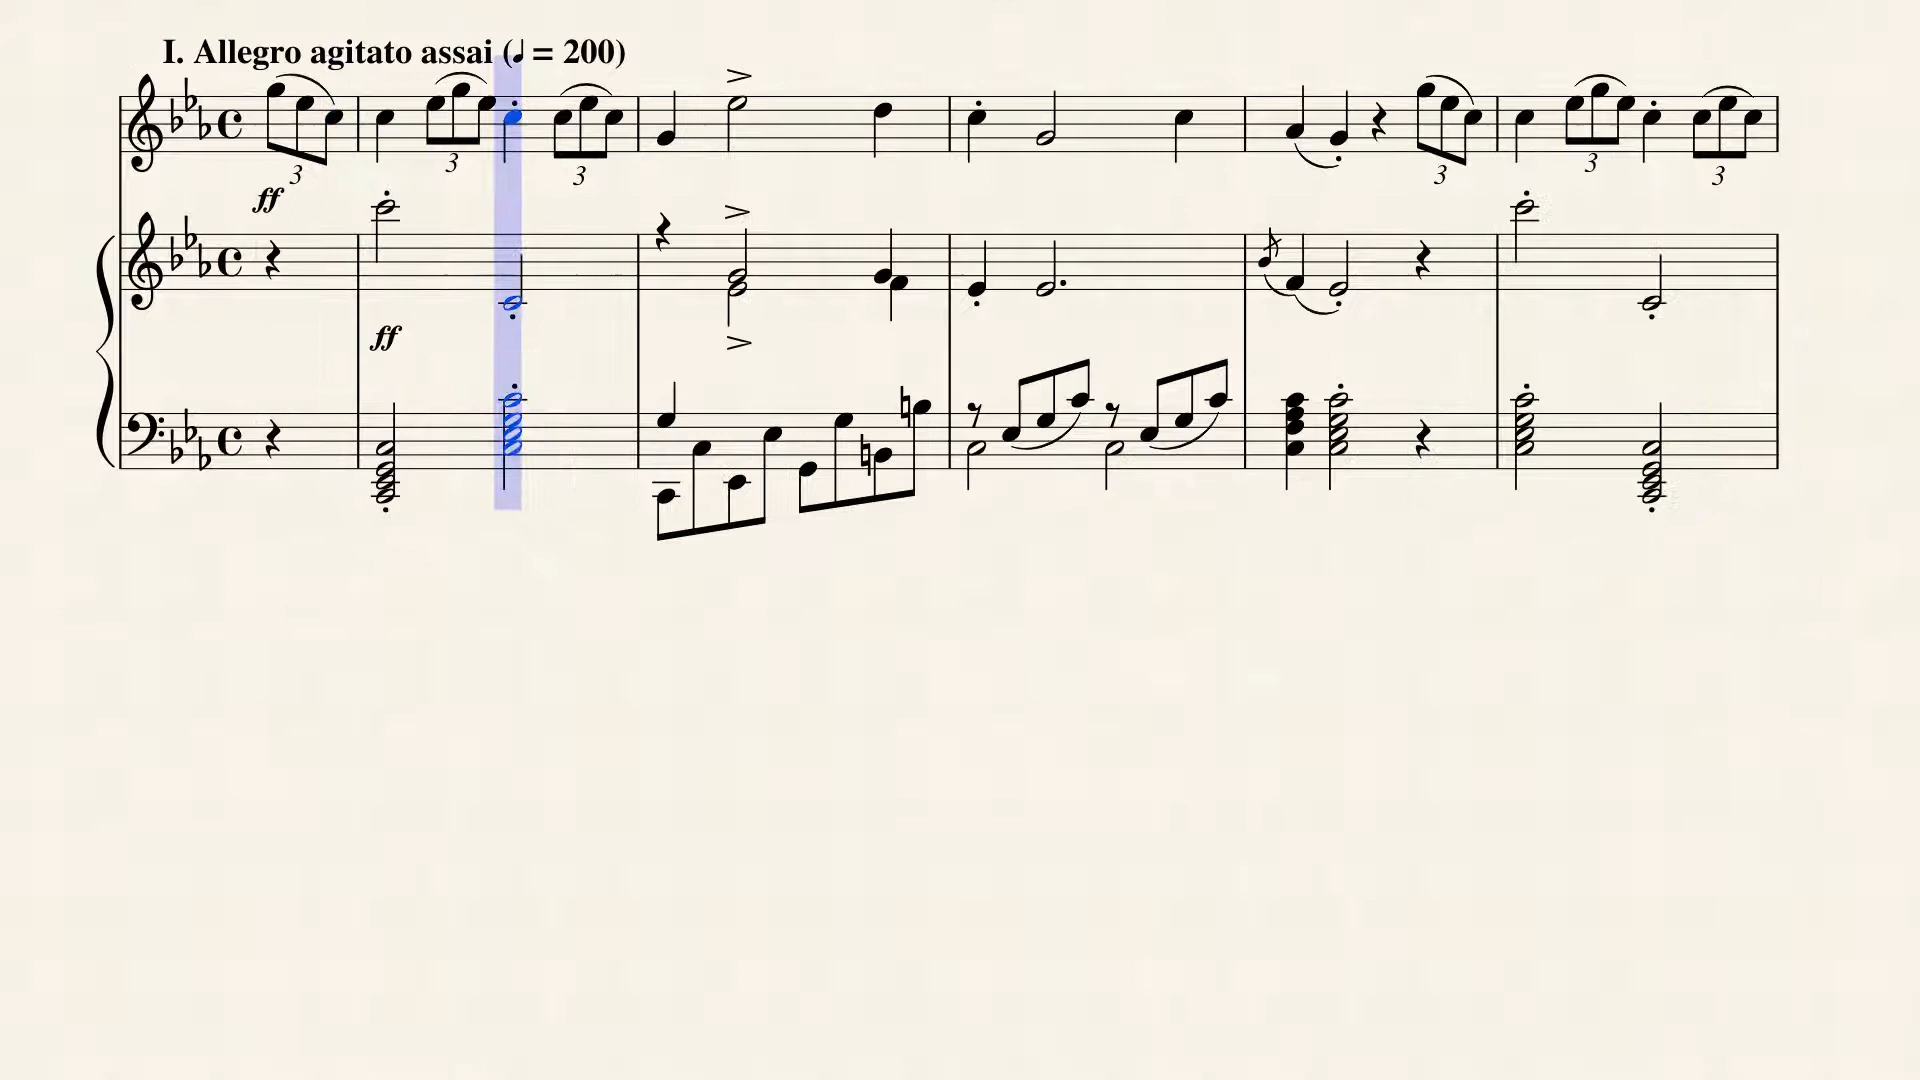 I. Allegro agitato assai (♩ = 200)
3 3 3 3 3 3
ff
ff